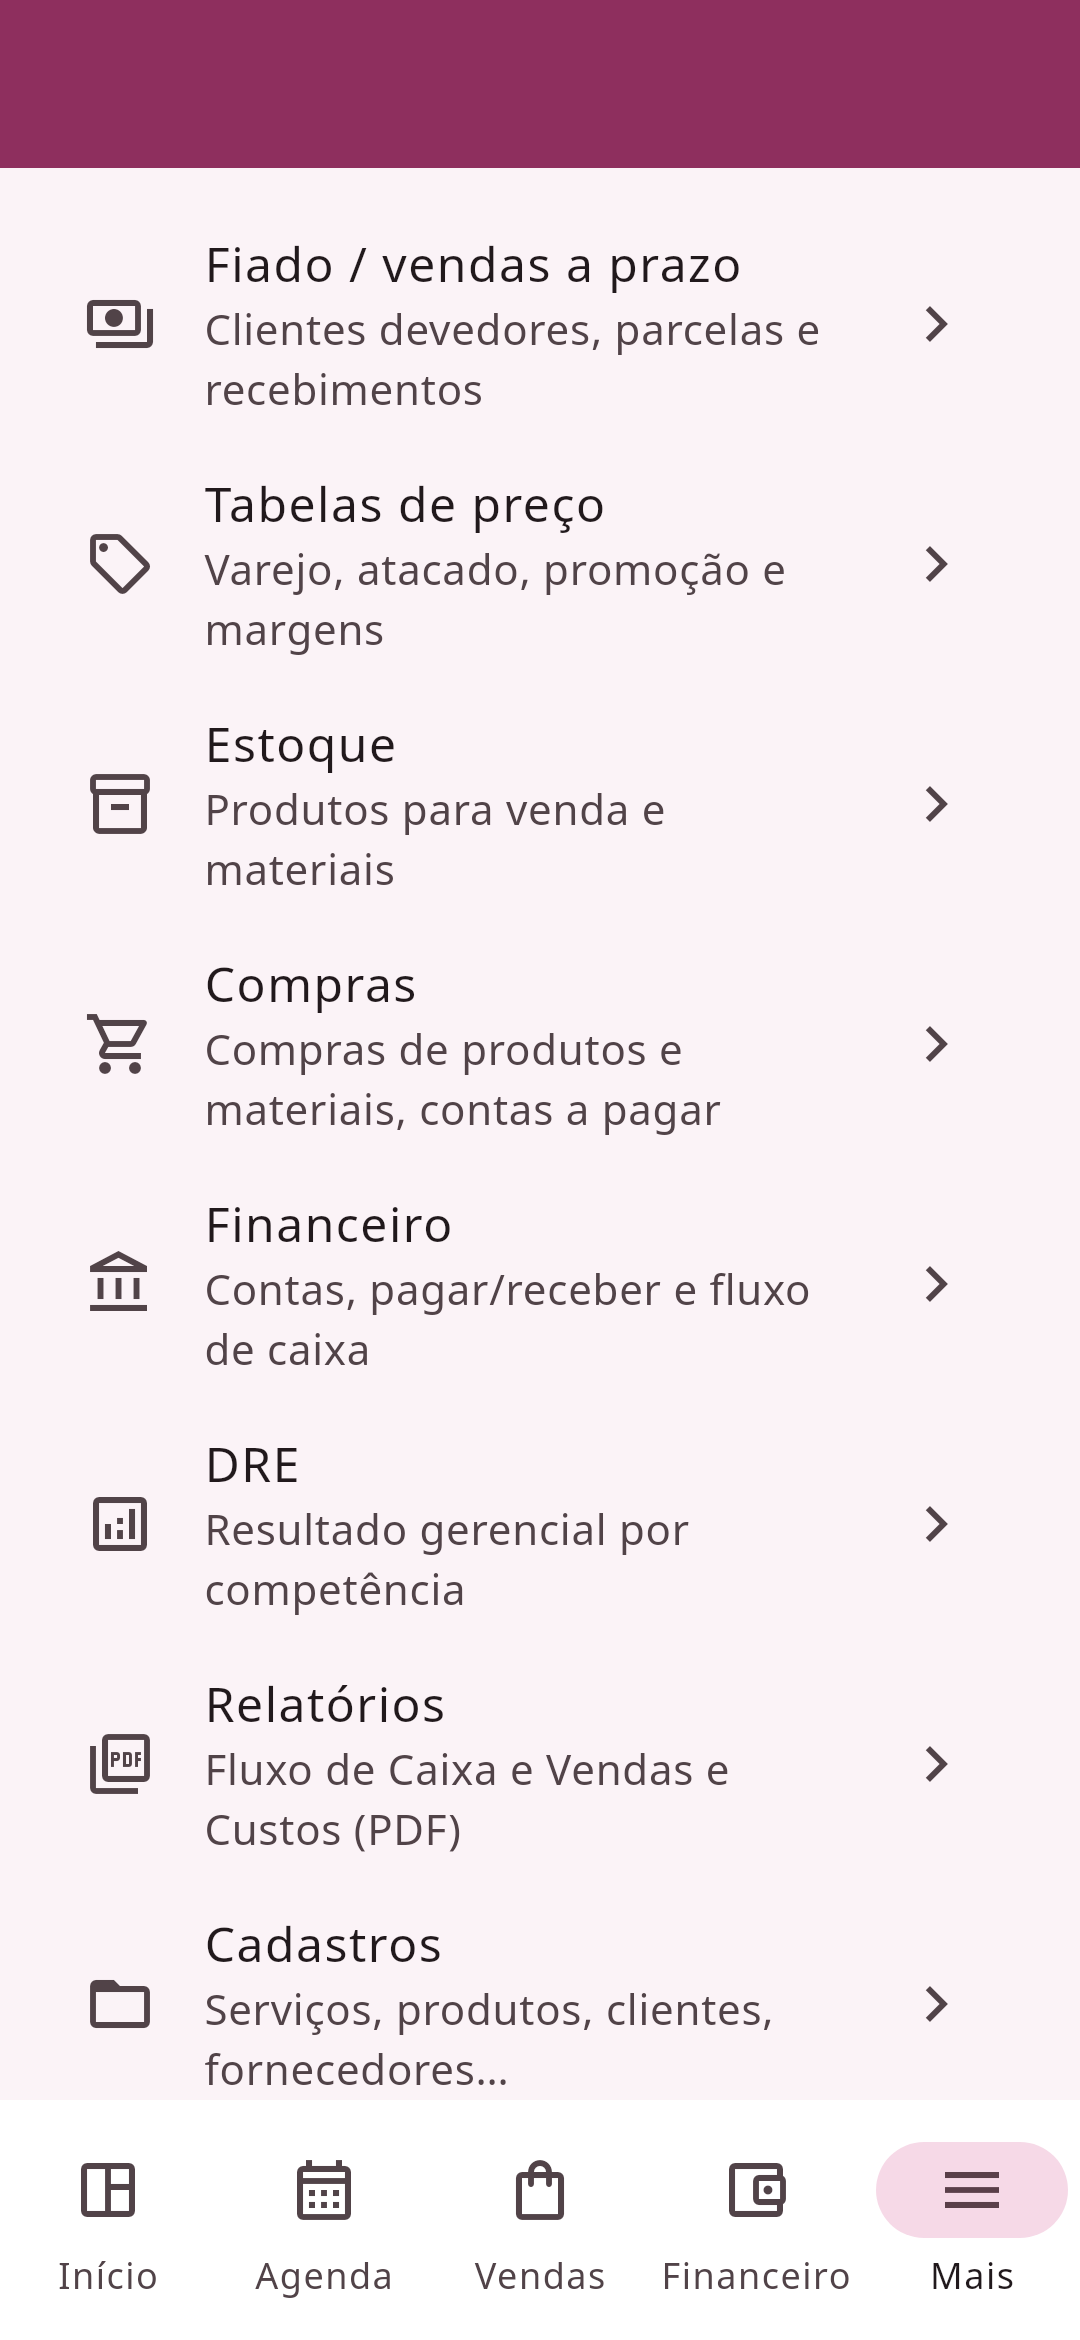 Fiado / vendas a prazo
Clientes devedores, parcelas e
recebimentos
Tabelas de preço
Varejo, atacado, promoção e
margens
Estoque
Produtos para venda e
materiais
Compras
Compras de produtos e
materiais, contas a pagar
Financeiro
Contas, pagar/receber e fluxo
de caixa
DRE
Resultado gerencial por
competência
PDF
Relatórios
Fluxo de Caixa e Vendas e
Custos (PDF)
Cadastros
Serviços, produtos, clientes,
fornecedores…
Início
Agenda
Vendas
Financeiro
Mais